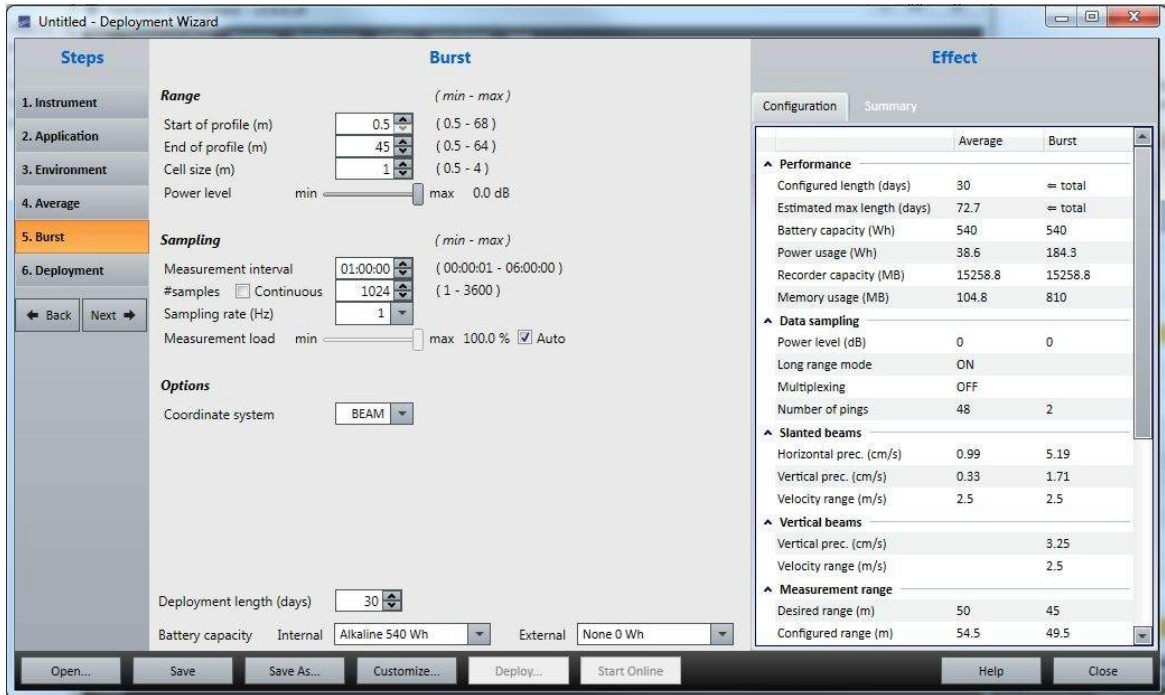 Untitled - Deployment Wizard
Steps
1. Instrument
2. Application
3. Environment
4. Average
5. Burst
6. Deployment
Back Next
Burst
Range (min - max)
Start of profile (m) 0.5 (0.5 - 68)
End of profile (m) 45 (0.5 - 64)
Cell size (m) 1 (0.5 - 4)
Power level min max 0.0 dB
Sampling (min - max)
Measurement interval 01:00:00 (00:00:01 - 06:00:00)
#samples Continuous 1024 (1 - 3600)
Sampling rate (Hz) 1
Measurement load min max 100.0 % Auto
Options
Coordinate system BEAM
Deployment length (days) 30
Battery capacity Internal Alkaline 540 Wh External None 0 Wh
Effect
Configuration Summary
Average Burst
Performance
Configured length (days) 30 ⇐ total
Estimated max length (days) 72.7 ⇐ total
Battery capacity (Wh) 540 540
Power usage (Wh) 38.6 184.3
Recorder capacity (MB) 15258.8 15258.8
Memory usage (MB) 104.8 810
Data sampling
Power level (dB) 0 0
Long range mode ON
Multiplexing OFF
Number of pings 48 2
Slanted beams
Horizontal prec. (cm/s) 0.99 5.19
Vertical prec. (cm/s) 0.33 1.71
Velocity range (m/s) 2.5 2.5
Vertical beams
Vertical prec. (cm/s) 3.25
Velocity range (m/s) 2.5
Measurement range
Desired range (m) 50 45
Configured range (m) 54.5 49.5
Open... Save Save As... Customize... Deploy... Start Online Help Close